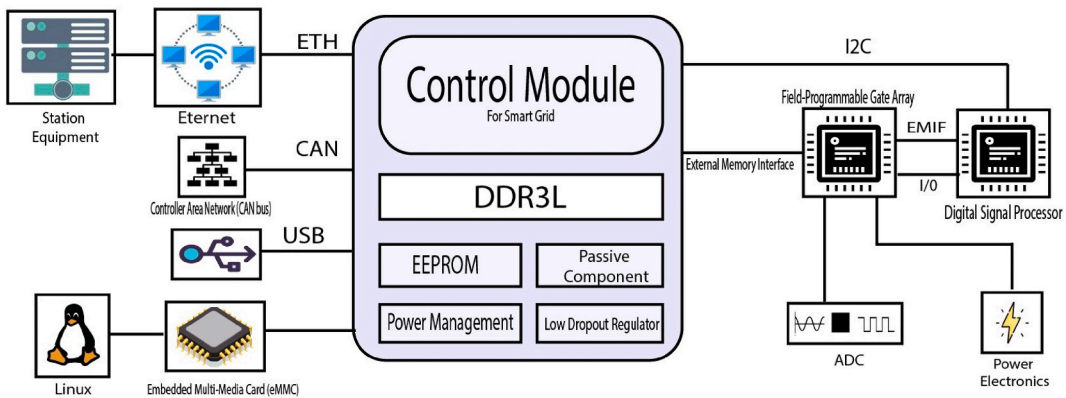 Station
Equipment
Eternet
ETH
Controller Area Network (CAN bus)
CAN
USB
Linux
Embedded Multi-Media Card (eMMC)
Control Module
For Smart Grid
DDR3L
EEPROM
Passive
Component
Power Management
Low Dropout Regulator
I2C
External Memory Interface
Field-Programmable Gate Array
EMIF
I/0
Digital Signal Processor
ADC
Power
Electronics